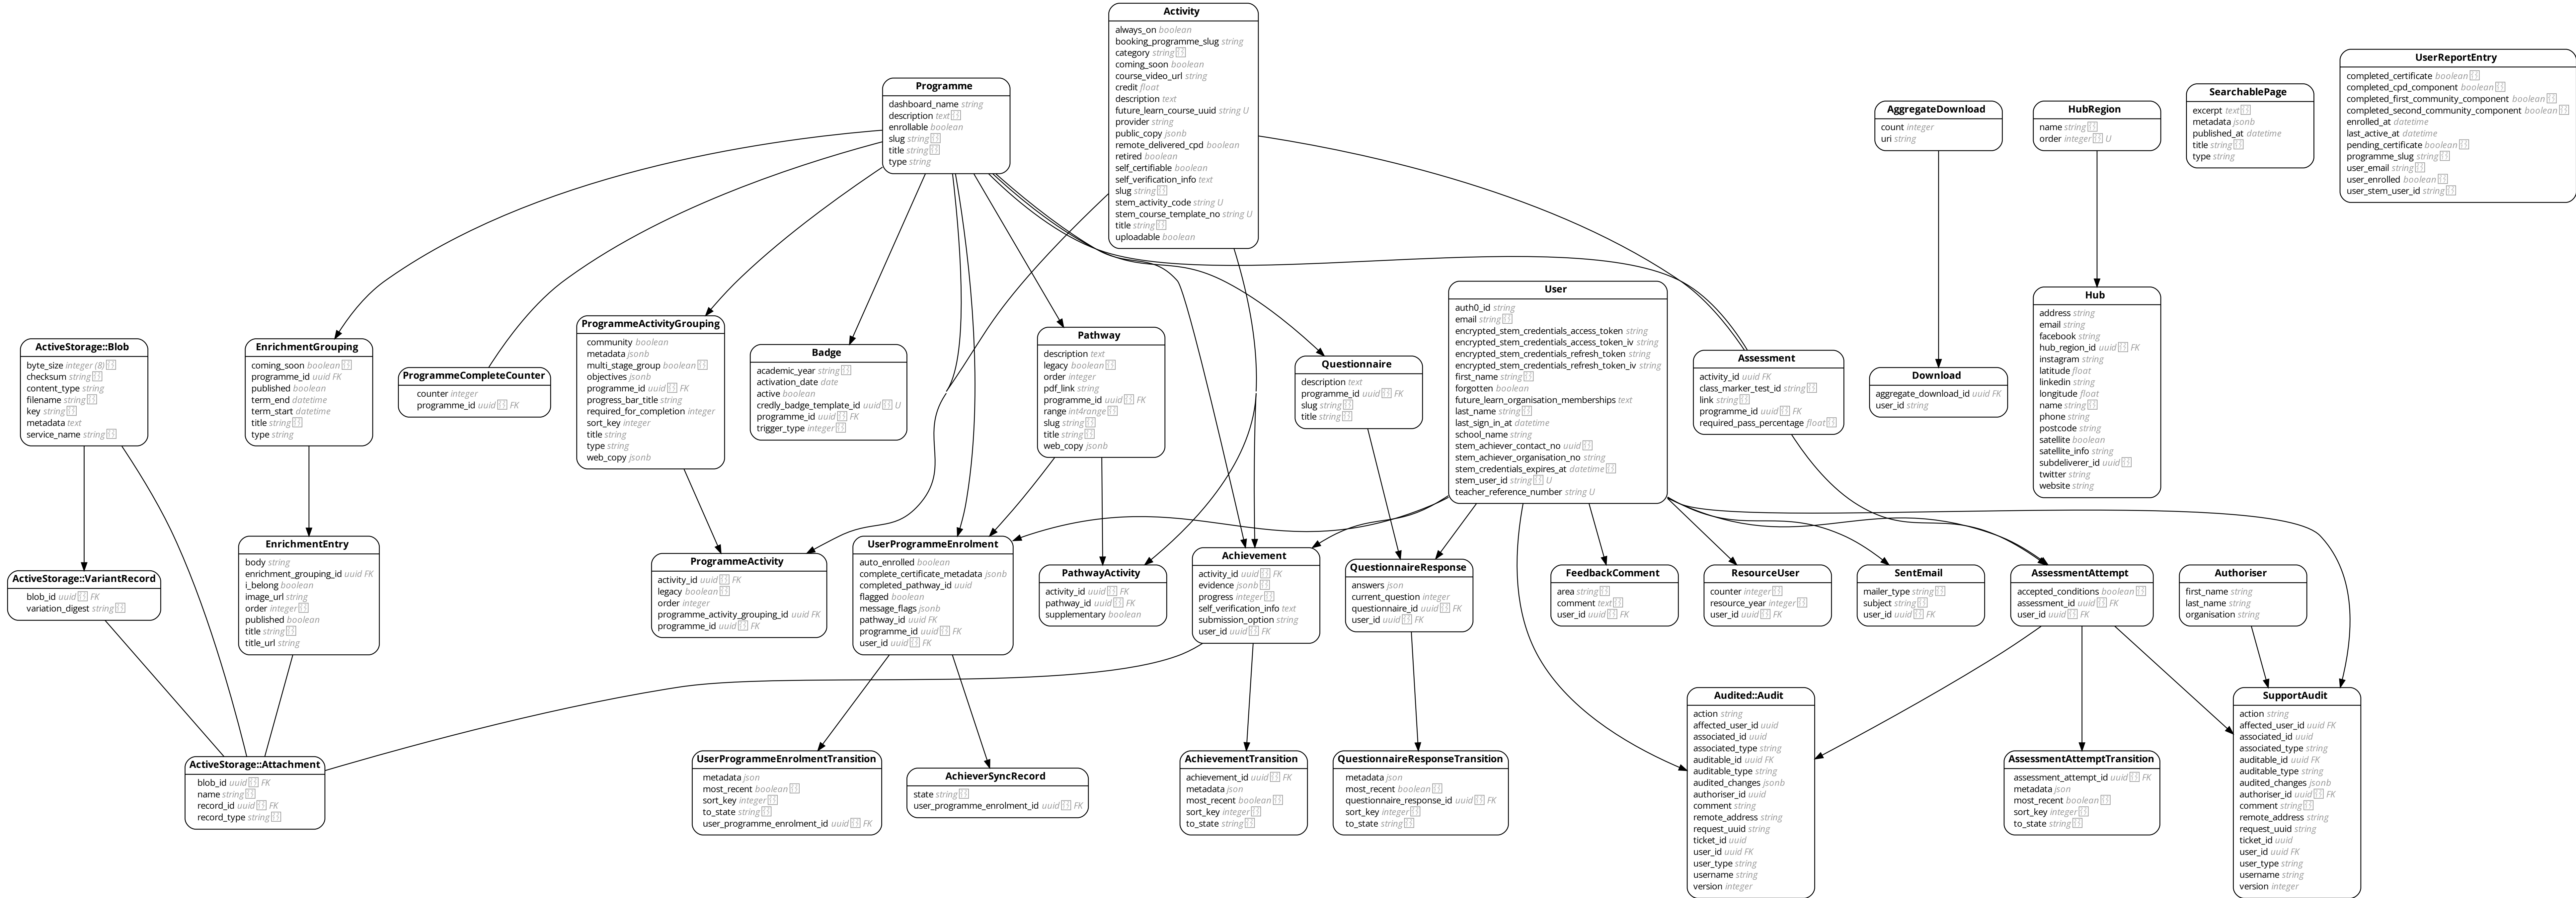 Activity
always_on boolean
booking_programme_slug string
category string
coming_soon boolean
course_video_url string
credit float
description text
future_learn_course_uuid string U
provider string
public_copy jsonb
remote_delivered_cpd boolean
retired boolean
self_certifiable boolean
self_verification_info text
slug string
stem_activity_code string U
stem_course_template_no string U
title string
uploadable boolean
Programme
dashboard_name string
description text
enrollable boolean
slug string
title string
type string
AggregateDownload
count integer
uri string
HubRegion
name string
order integer U
SearchablePage
excerpt text
metadata jsonb
published_at datetime
title string
type string
UserReportEntry
completed_certificate boolean
completed_cpd_component boolean
completed_first_community_component boolean
completed_second_community_component boolean
enrolled_at datetime
last_active_at datetime
pending_certificate boolean
programme_slug string
user_email string
user_enrolled boolean
user_stem_user_id string
ActiveStorage::Blob
byte_size integer (8)
checksum string
content_type string
filename string
key string
metadata text
service_name string
EnrichmentGrouping
coming_soon boolean
programme_id uuid FK
published boolean
term_end datetime
term_start datetime
title string
type string
ProgrammeCompleteCounter
counter integer
programme_id uuid FK
ProgrammeActivityGrouping
community boolean
metadata jsonb
multi_stage_group boolean
objectives jsonb
programme_id uuid FK
progress_bar_title string
required_for_completion integer
sort_key integer
title string
type string
web_copy jsonb
Badge
academic_year string
activation_date date
active boolean
credly_badge_template_id uuid U
programme_id uuid FK
trigger_type integer
Pathway
description text
legacy boolean
order integer
pdf_link string
programme_id uuid FK
range int4range
slug string
title string
web_copy jsonb
Questionnaire
description text
programme_id uuid FK
slug string
title string
User
auth0_id string
email string
encrypted_stem_credentials_access_token string
encrypted_stem_credentials_access_token_iv string
encrypted_stem_credentials_refresh_token string
encrypted_stem_credentials_refresh_token_iv string
first_name string
forgotten boolean
future_learn_organisation_memberships text
last_name string
last_sign_in_at datetime
school_name string
stem_achiever_contact_no uuid
stem_achiever_organisation_no string
stem_credentials_expires_at datetime
stem_user_id string U
teacher_reference_number string U
Assessment
activity_id uuid FK
class_marker_test_id string
link string
programme_id uuid FK
required_pass_percentage float
Download
aggregate_download_id uuid FK
user_id string
Hub
address string
email string
facebook string
hub_region_id uuid FK
instagram string
latitude float
linkedin string
longitude float
name string
phone string
postcode string
satellite boolean
satellite_info string
subdeliverer_id uuid
twitter string
website string
ActiveStorage::VariantRecord
blob_id uuid FK
variation_digest string
EnrichmentEntry
body string
enrichment_grouping_id uuid FK
i_belong boolean
image_url string
order integer
published boolean
title string
title_url string
ProgrammeActivity
activity_id uuid FK
legacy boolean
order integer
programme_activity_grouping_id uuid FK
programme_id uuid FK
UserProgrammeEnrolment
auto_enrolled boolean
complete_certificate_metadata jsonb
completed_pathway_id uuid
flagged boolean
message_flags jsonb
pathway_id uuid FK
programme_id uuid FK
user_id uuid FK
PathwayActivity
activity_id uuid FK
pathway_id uuid FK
supplementary boolean
Achievement
activity_id uuid FK
evidence jsonb
progress integer
self_verification_info text
submission_option string
user_id uuid FK
QuestionnaireResponse
answers json
current_question integer
questionnaire_id uuid FK
user_id uuid FK
FeedbackComment
area string
comment text
user_id uuid FK
ResourceUser
counter integer
resource_year integer
user_id uuid FK
SentEmail
mailer_type string
subject string
user_id uuid FK
AssessmentAttempt
accepted_conditions boolean
assessment_id uuid FK
user_id uuid FK
Authoriser
first_name string
last_name string
organisation string
ActiveStorage::Attachment
blob_id uuid FK
name string
record_id uuid FK
record_type string
UserProgrammeEnrolmentTransition
metadata json
most_recent boolean
sort_key integer
to_state string
user_programme_enrolment_id uuid FK
AchieverSyncRecord
state string
user_programme_enrolment_id uuid FK
AchievementTransition
achievement_id uuid FK
metadata json
most_recent boolean
sort_key integer
to_state string
QuestionnaireResponseTransition
metadata json
most_recent boolean
questionnaire_response_id uuid FK
sort_key integer
to_state string
Audited::Audit
action string
affected_user_id uuid
associated_id uuid
associated_type string
auditable_id uuid FK
auditable_type string
audited_changes jsonb
authoriser_id uuid
comment string
remote_address string
request_uuid string
ticket_id uuid
user_id uuid FK
user_type string
username string
version integer
AssessmentAttemptTransition
assessment_attempt_id uuid FK
metadata json
most_recent boolean
sort_key integer
to_state string
SupportAudit
action string
affected_user_id uuid FK
associated_id uuid
associated_type string
auditable_id uuid FK
auditable_type string
audited_changes jsonb
authoriser_id uuid FK
comment string
remote_address string
request_uuid string
ticket_id uuid
user_id uuid FK
user_type string
username string
version integer